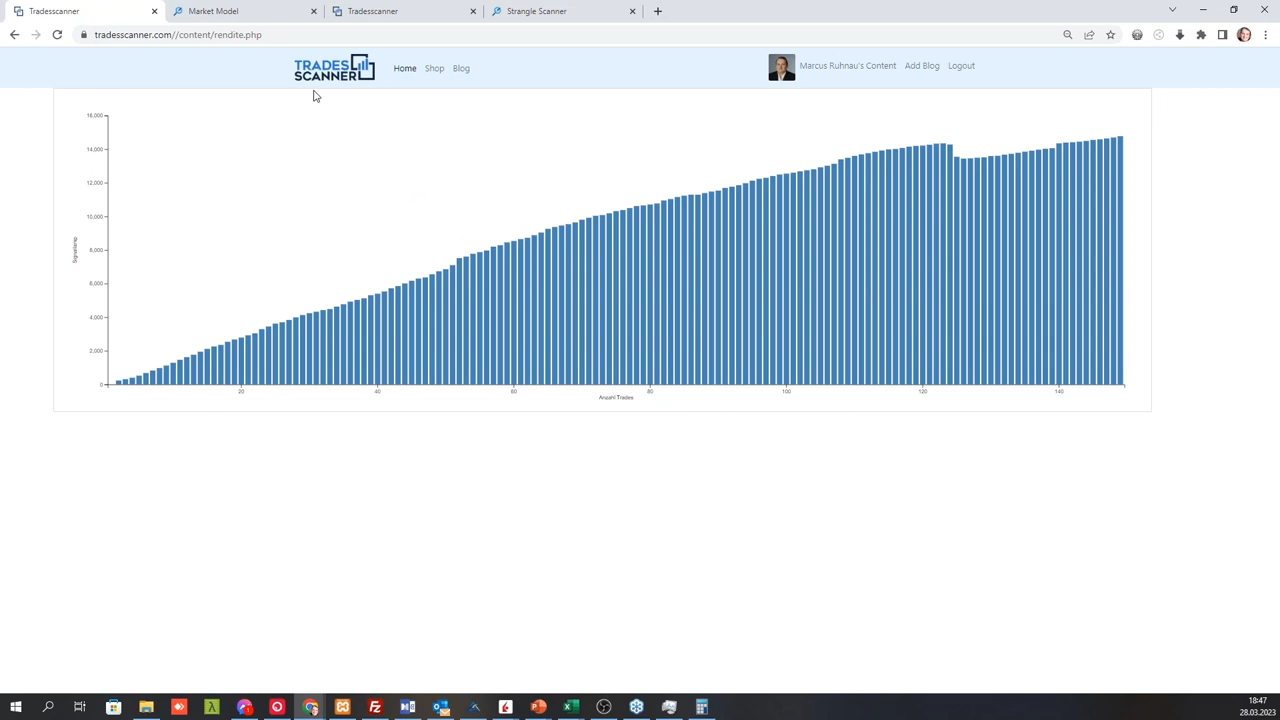 Tradesscanner
Market Model
Tradesscanner
Strangle Scanner
tradesscanner.com//content/rendite.php
TRADES SCANNER
Home
Shop
Blog
Marcus Ruhnau's Content
Add Blog
Logout
16,000
14,000
12,000
10,000
8,000
6,000
4,000
2,000
0
20
40
60
80
100
120
140
Anzahl Trades
18:47
28.03.2023